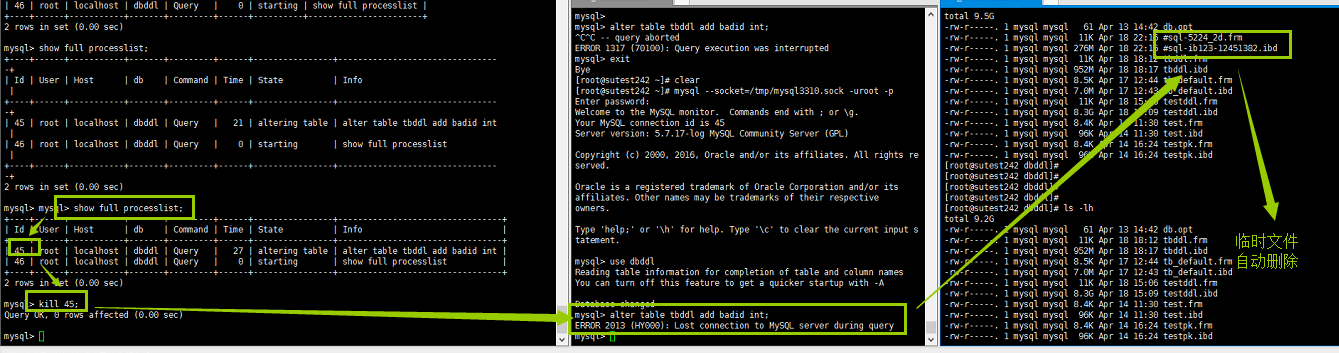 | 46 | root | localhost | dbddl | Query   |    0 | starting | show full processlist |
+----+------+-----------+-------+---------+------+----------+-----------------------+
2 rows in set (0.00 sec)
mysql> show full processlist;
+----+------+-----------+-------+---------+------+----------------+--------------------------------
-+
| Id | User | Host      | db    | Command | Time | State          | Info
 |
+----+------+-----------+-------+---------+------+----------------+--------------------------------
-+
| 45 | root | localhost | dbddl | Query   |   21 | altering table | alter table tbddl add badid int
 |
| 46 | root | localhost | dbddl | Query   |    0 | starting       | show full processlist
 |
+----+------+-----------+-------+---------+------+----------------+--------------------------------
-+
2 rows in set (0.00 sec)
mysql> mysql> show full processlist;
+----+------+-----------+-------+---------+------+----------------+---------------------------------+
| Id | User | Host      | db    | Command | Time | State          | Info                            |
+----+------+-----------+-------+---------+------+----------------+---------------------------------+
| 45 | root | localhost | dbddl | Query   |   27 | altering table | alter table tbddl add badid int |
| 46 | root | localhost | dbddl | Query   |    0 | starting       | show full processlist           |
+----+------+-----------+-------+---------+------+----------------+---------------------------------+
2 rows in set (0.00 sec)
mysql> kill 45;
Query OK, 0 rows affected (0.00 sec)
mysql>
mysql>
mysql> alter table tbddl add badid int;
^C^C -- query aborted
ERROR 1317 (70100): Query execution was interrupted
mysql> exit
Bye
[root@sutest242 ~]# clear
[root@sutest242 ~]# mysql --socket=/tmp/mysql3310.sock -uroot -p
Enter password:
Welcome to the MySQL monitor.  Commands end with ; or \g.
Your MySQL connection id is 45
Server version: 5.7.17-log MySQL Community Server (GPL)
Copyright (c) 2000, 2016, Oracle and/or its affiliates. All rights re
served.
Oracle is a registered trademark of Oracle Corporation and/or its
affiliates. Other names may be trademarks of their respective
owners.
Type 'help;' or '\h' for help. Type '\c' to clear the current input s
tatement.
mysql> use dbddl
Reading table information for completion of table and column names
You can turn off this feature to get a quicker startup with -A
Database changed
mysql> alter table tbddl add badid int;
ERROR 2013 (HY000): Lost connection to MySQL server during query
mysql>
total 9.5G
-rw-r-----. 1 mysql mysql   61 Apr 13 14:42 db.opt
-rw-r-----. 1 mysql mysql  11K Apr 18 22:15 #sql-5224_2d.frm
-rw-r-----. 1 mysql mysql 276M Apr 18 22:16 #sql-ib123-12451382.ibd
-rw-r-----. 1 mysql mysql  11K Apr 18 18:12 tbddl.frm
-rw-r-----. 1 mysql mysql 952M Apr 18 18:17 tbddl.ibd
-rw-r-----. 1 mysql mysql 8.5K Apr 17 12:44 tb_default.frm
-rw-r-----. 1 mysql mysql 7.0M Apr 17 12:43 tb_default.ibd
-rw-r-----. 1 mysql mysql  11K Apr 18 testddl.frm
-rw-r-----. 1 mysql mysql 8.3G Apr 18 15:09 testddl.ibd
-rw-r-----. 1 mysql mysql 8.4K Apr 11:30 test.frm
-rw-r-----. 1 mysql mysql  96K Apr 14 11:30 test.ibd
-rw-r-----. 1 mysql mysql 8.4K Apr 14 16:24 testpk.frm
-rw-r-----. 1 mysql mysql Apr 14 16:24 testpk.ibd
[root@sutest242 dbddl]#
[root@sutest242 dbddl]#
[root@sutest242 dbddl]#
[root@sutest242 dbddl]#
[root@sutest242 dbddl]# ls -lh
total 9.2G
-rw-r-----. 1 mysql mysql   61 Apr 13 14:42 db.opt
-rw-r-----. 1 mysql mysql  11K Apr 18 18:12 tbddl.frm
-rw-r-----. 1 mysql mysql 952M Apr 18 18:17 tbddl.ibd
-rw-r-----. 1 mysql mysql 8.5K Apr 17 12:44 tb_default.frm
-rw-r-----. 1 mysql mysql 7.0M Apr 17 12:43 tb_default.ibd
-rw-r-----. 1 mysql mysql  11K Apr 18 15:06 testddl.frm
-rw-r-----. 1 mysql mysql 8.3G Apr 18 15:09 testddl.ibd
-rw-r-----. 1 mysql mysql 8.4K Apr 14 11:30 test.frm
-rw-r-----. 1 mysql mysql  96K Apr 14 11:30 test.ibd
-rw-r-----. 1 mysql mysql 8.4K Apr 14 16:24 testpk.frm
-rw-r-----. 1 mysql mysql  96K Apr 14 16:24 testpk.ibd
临时文件
自动删除